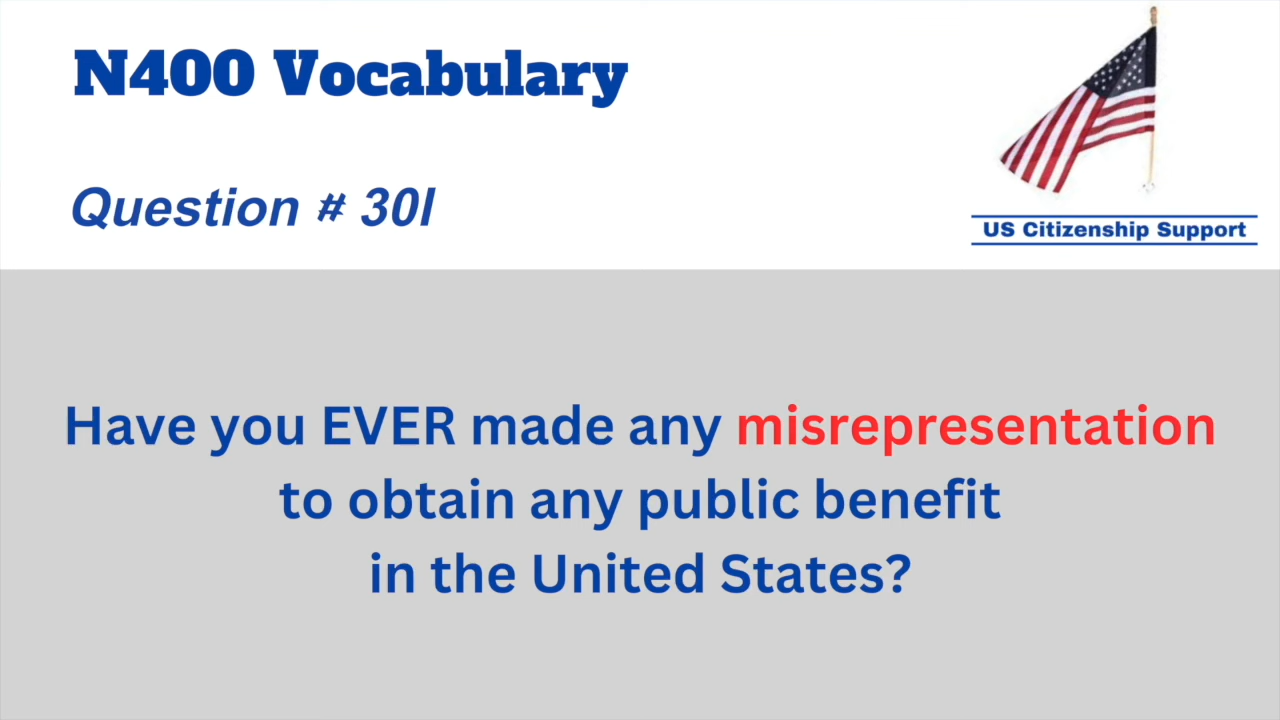 N400 Vocabulary
Question # 30l
US Citizenship Support
Have you EVER made any misrepresentation
to obtain any public benefit
in the United States?